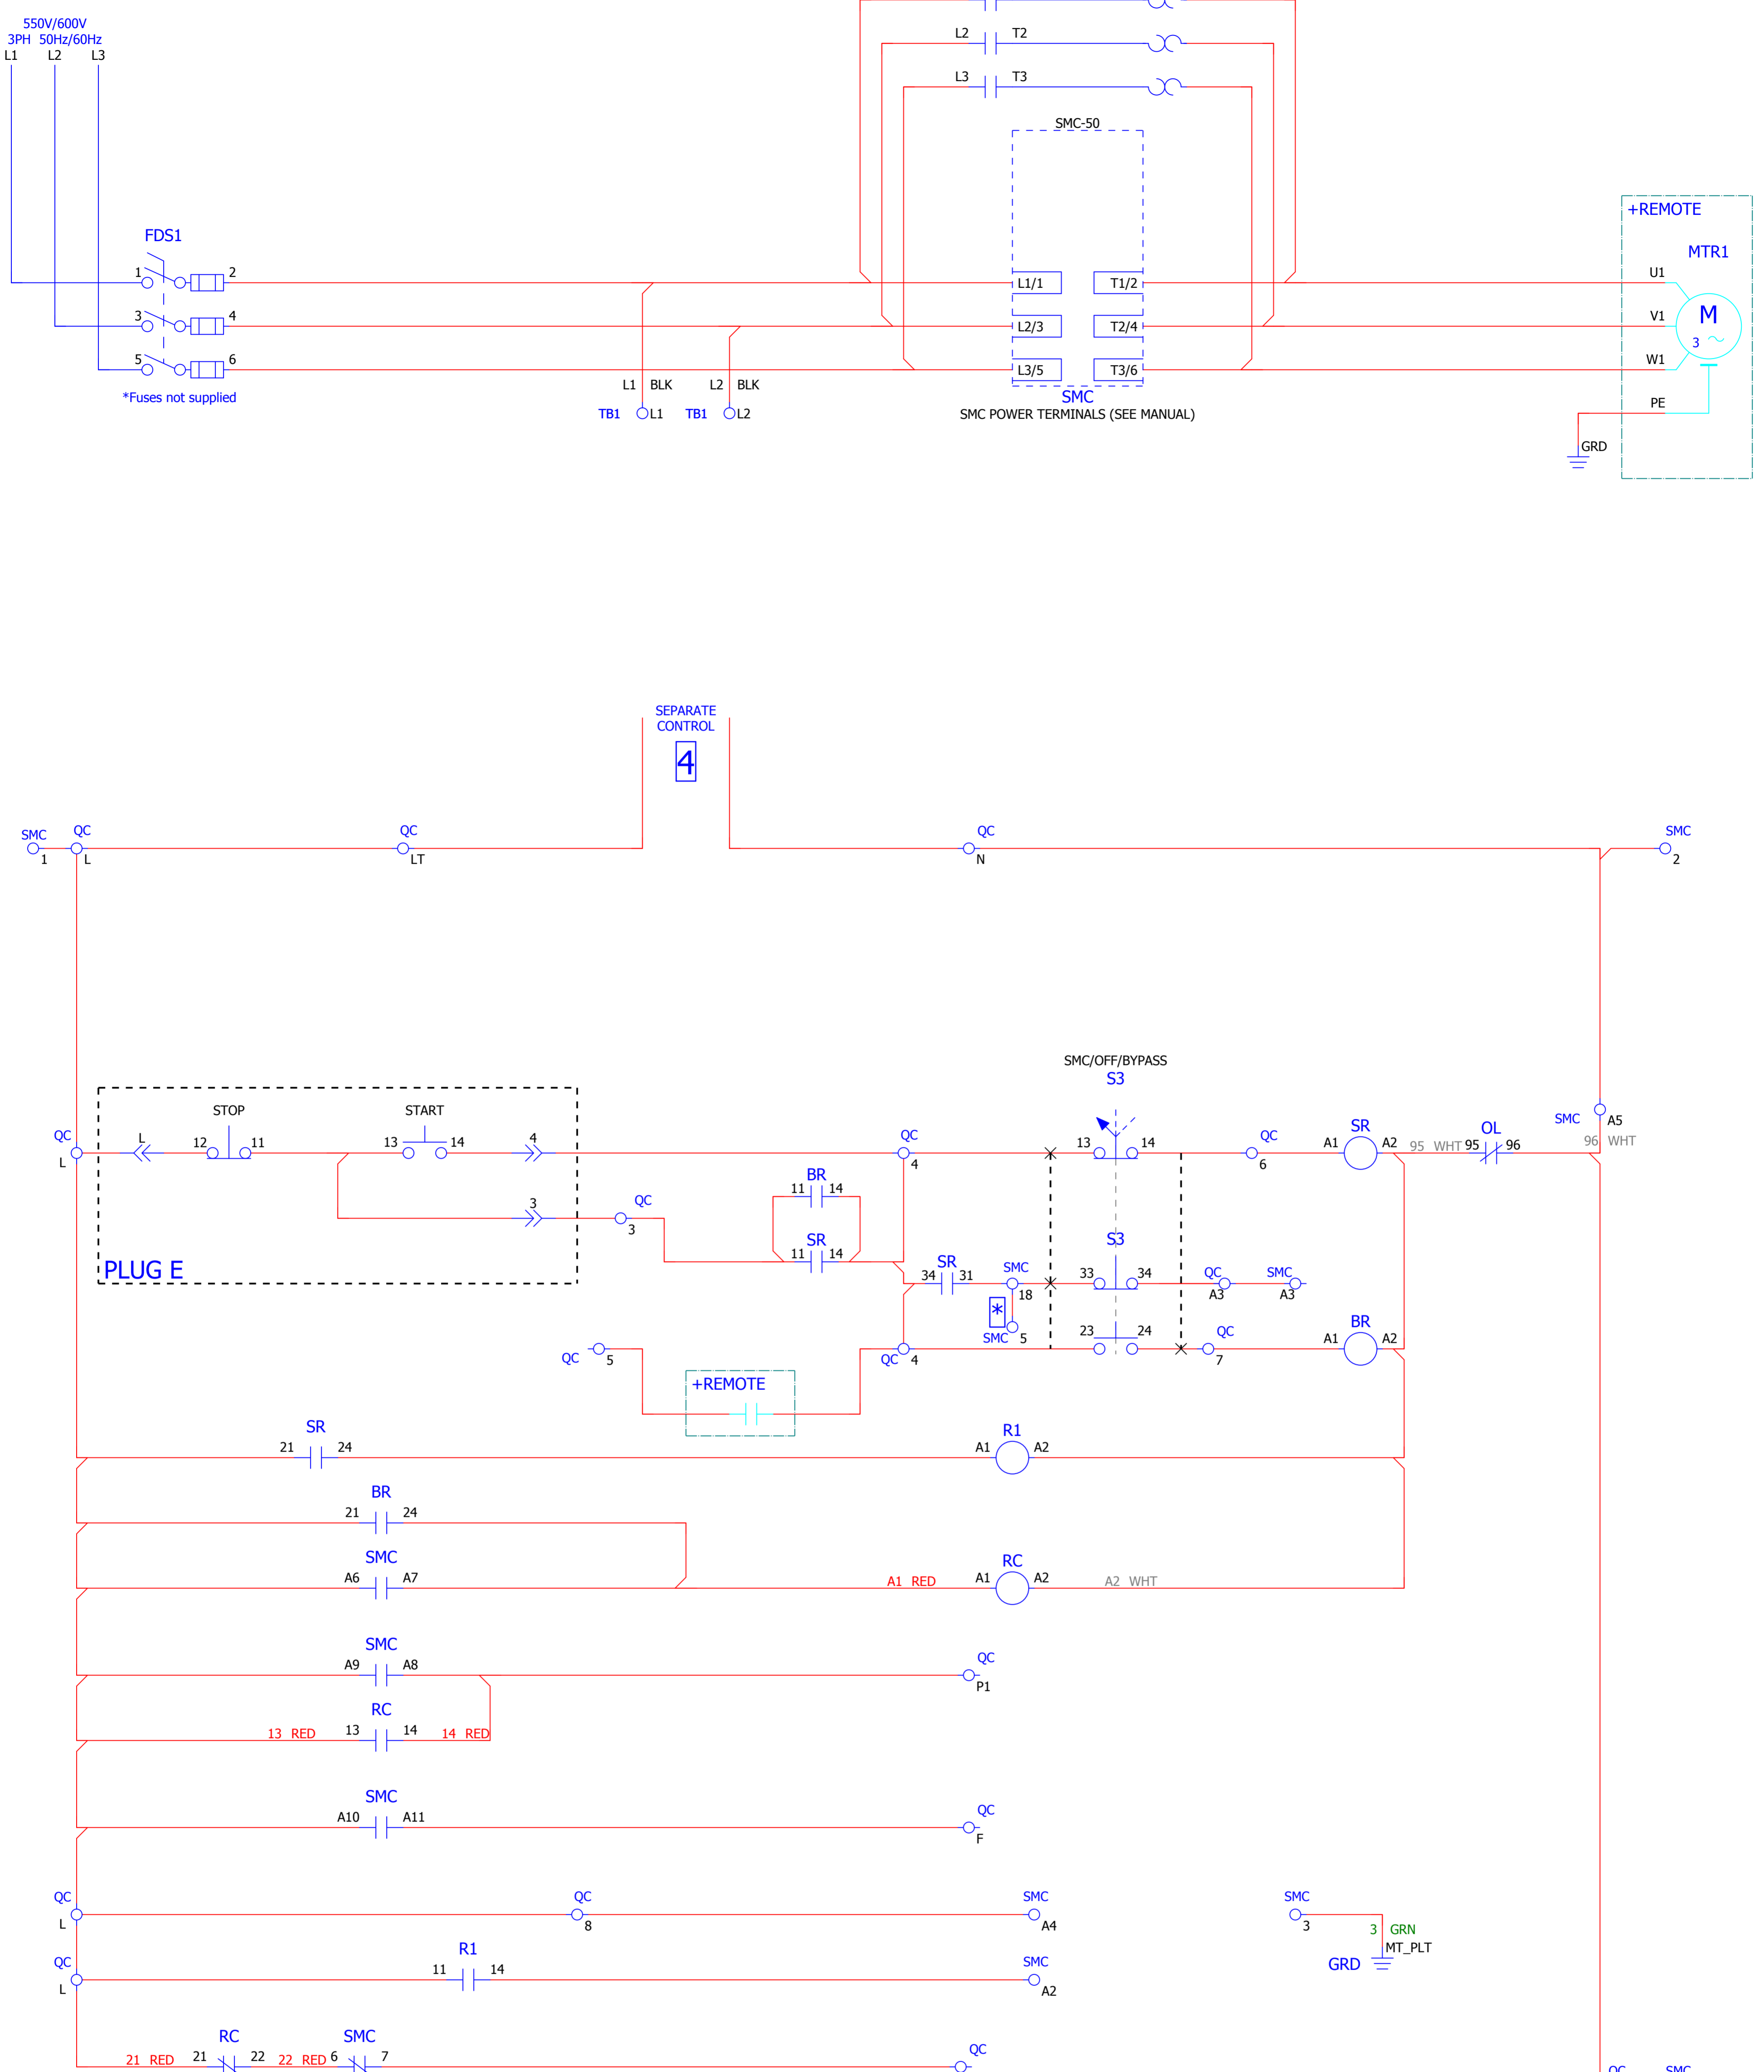 550V/600V
3PH 50Hz/60Hz
L1 L2 L3
L2 T2
L3 T3
SMC-50
+REMOTE
FDS1
MTR1
1 2 L1/1 T1/2 U1
3 4 L2/3 T2/4 V1 M
3
5 6 L3/5 T3/6 W1
*Fuses not supplied
L1 BLK L2 BLK
SMC
PE
TB1 L1 TB1 L2
SMC POWER TERMINALS (SEE MANUAL)
GRD
SEPARATE
CONTROL
4
SMC QC QC QC SMC
1 L LT N 2
SMC/OFF/BYPASS
S3
STOP START
SMC A5
QC L 12 11 13 14 4 QC 13 14 QC SR A1 A2 95 WHT 95 OL 96 96 WHT
L 4 6
BR
11 14
3 QC
3
SR
11 14
S3
PLUG E
SR
34 31 SMC 33 34 QC SMC
18 A3 A3
*
SMC 5 23 24 QC BR A1 A2
QC 5 QC 4 7
+REMOTE
SR
21 24 R1 A1 A2
BR
21 24
SMC
A6 A7 A1 RED RC A1 A2 A2 WHT
SMC
A9 A8 QC
P1
RC
13 RED 13 14 14 RED
SMC
A10 A11 QC
F
QC QC SMC SMC
L 8 A4 3
3 GRN
MT_PLT
GRD
QC R1 SMC
L 11 14 A2
RC SMC
21 RED 21 22 22 RED 6 7 QC
QC SMC